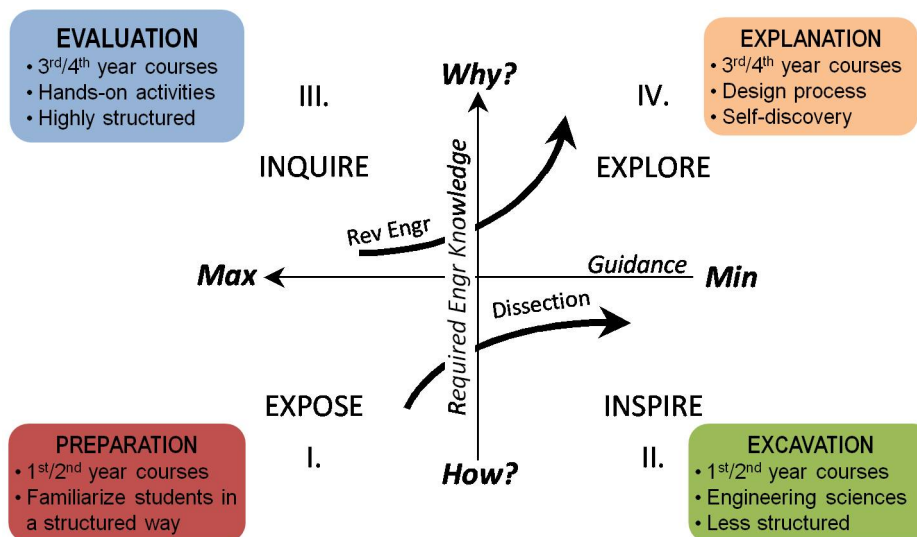 EVALUATION
• 3rd/4th year courses
• Hands-on activities
• Highly structured
EXPLANATION
• 3rd/4th year courses
• Design process
• Self-discovery
Why?
III.
IV.
INQUIRE
EXPLORE
Rev Engr
Required Engr Knowledge
Max
Guidance
Min
Dissection
EXPOSE
INSPIRE
I.
How?
II.
PREPARATION
• 1st/2nd year courses
• Familiarize students in
a structured way
EXCAVATION
• 1st/2nd year courses
• Engineering sciences
• Less structured